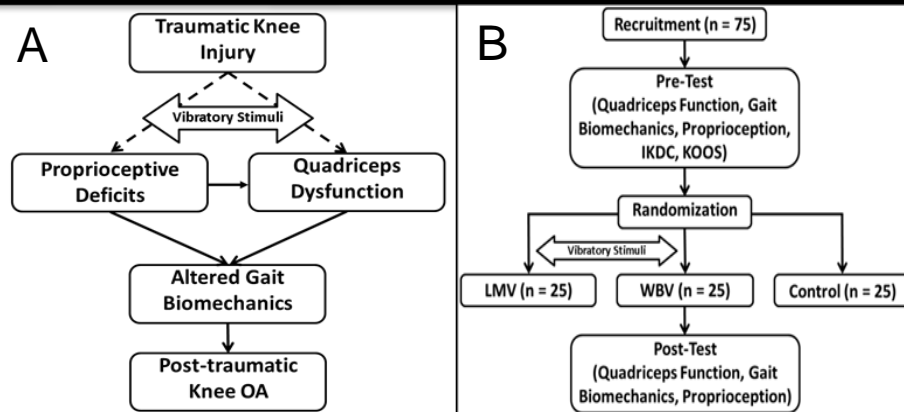 A
Traumatic Knee
Injury
Vibratory Stimuli
Proprioceptive
Deficits
Quadriceps
Dysfunction
Altered Gait
Biomechanics
Post-traumatic
Knee OA
B
Recruitment (n = 75)
Pre-Test
(Quadriceps Function, Gait
Biomechanics, Proprioception,
IKDC, KOOS)
Randomization
Vibratory Stimuli
LMV (n = 25)
WBV (n = 25)
Control (n = 25)
Post-Test
(Quadriceps Function, Gait
Biomechanics, Proprioception)